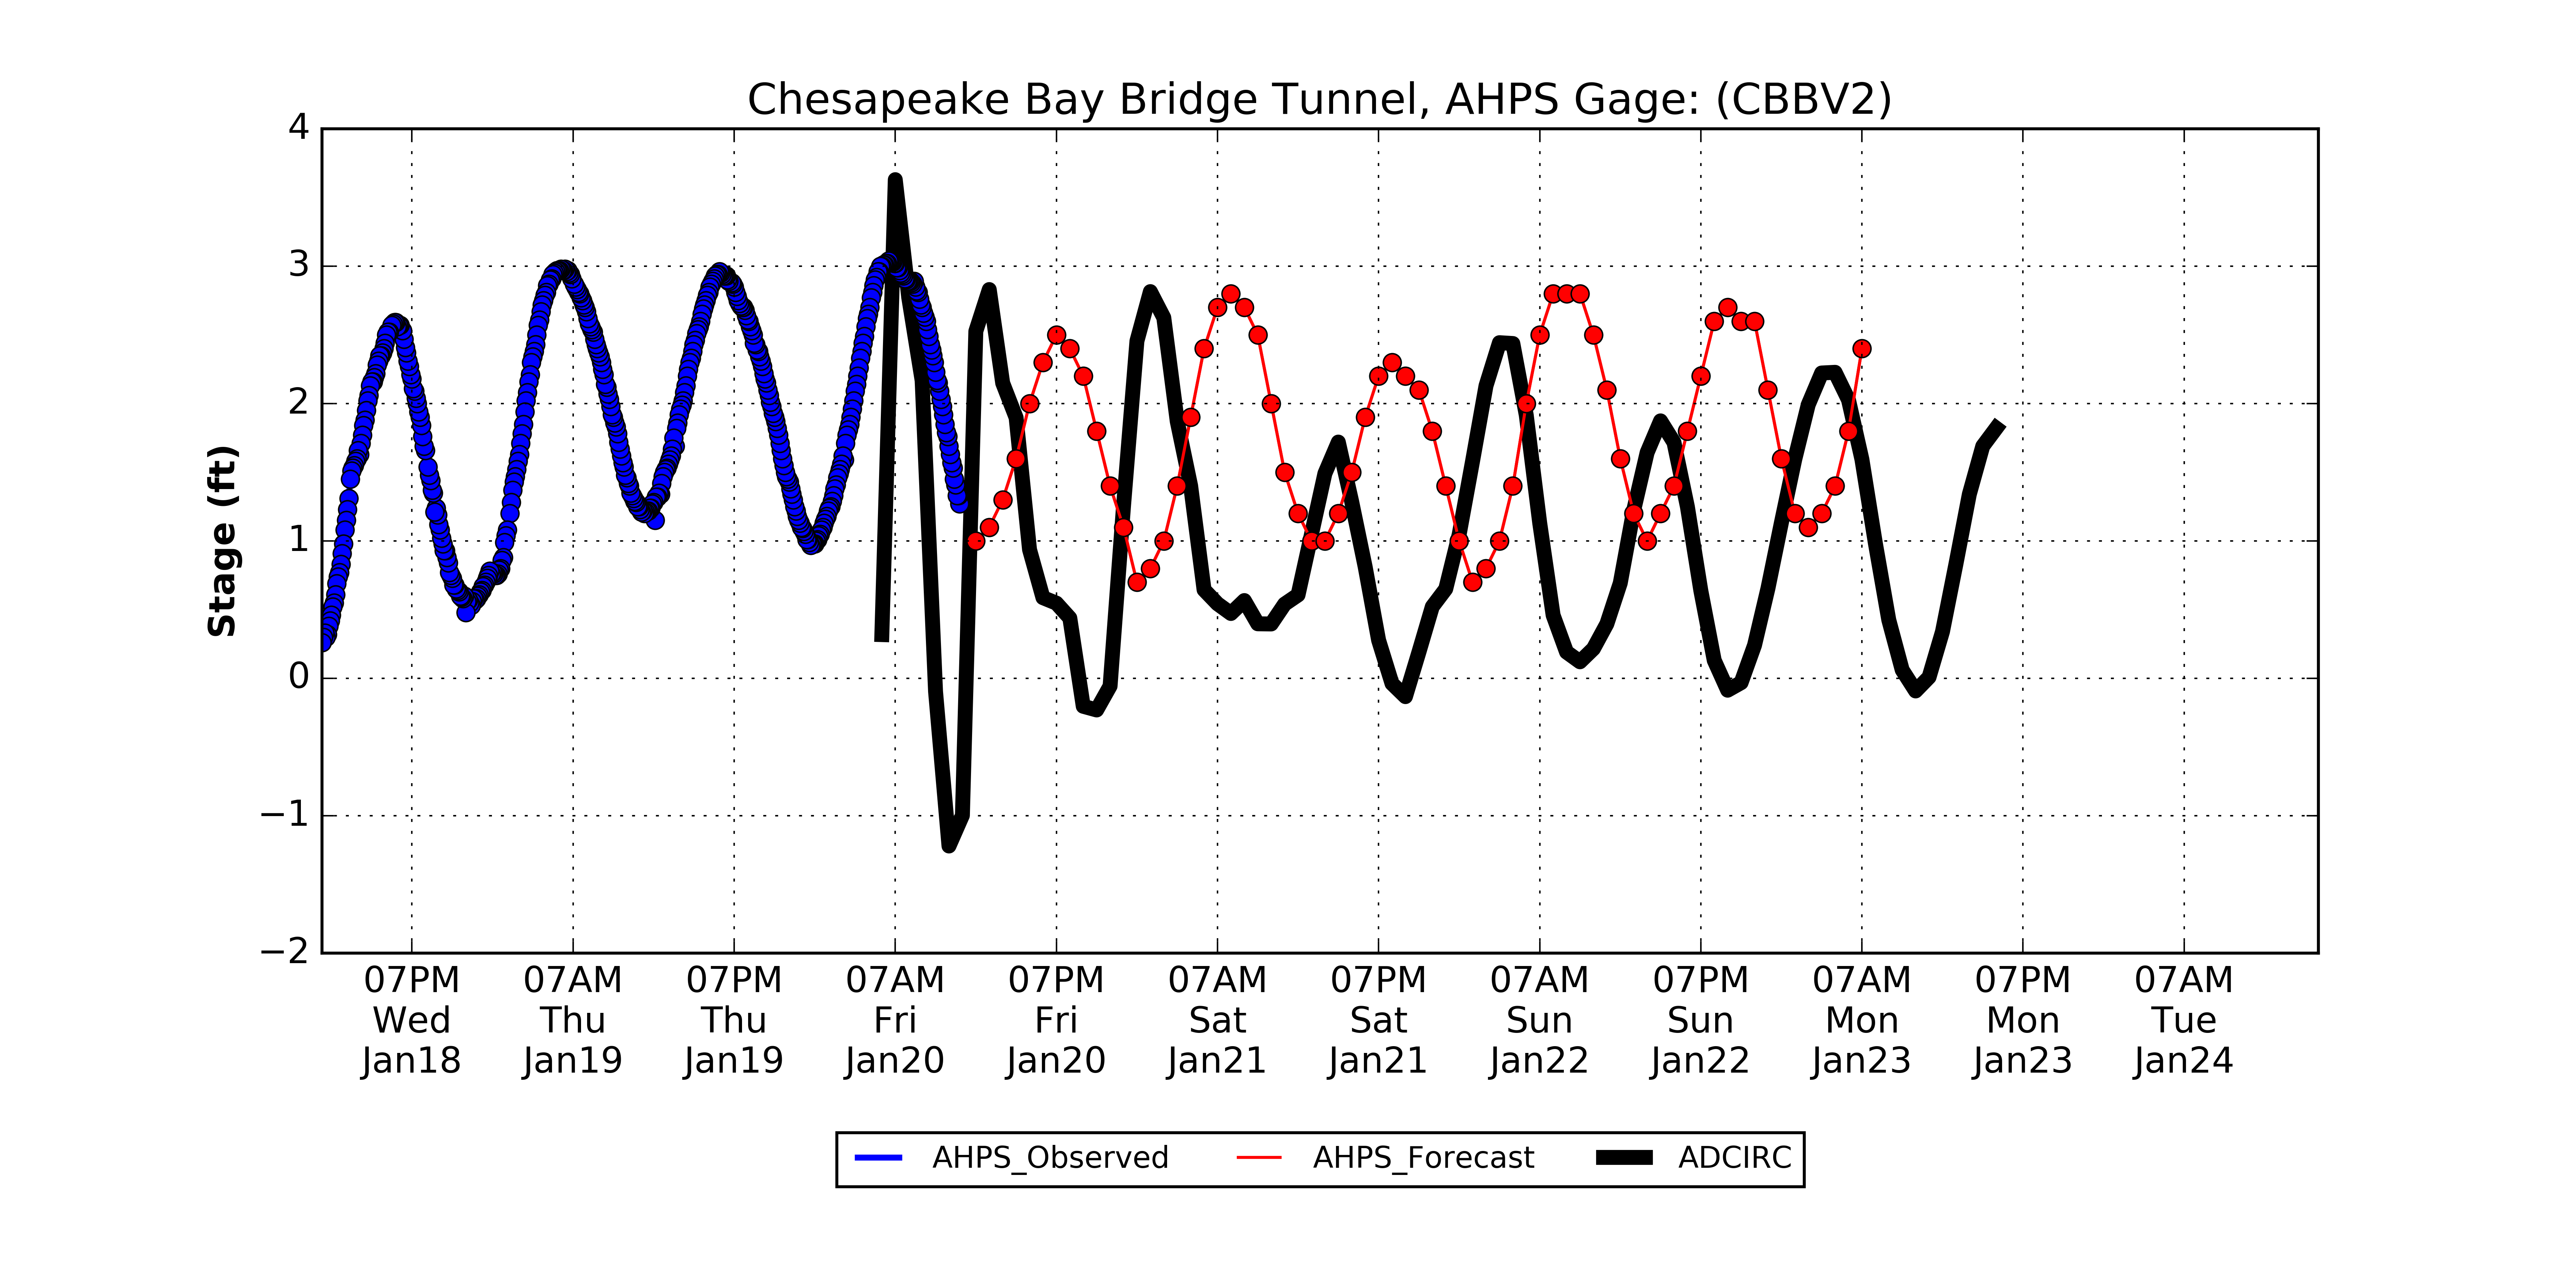 Chesapeake Bay Bridge Tunnel, AHPS Gage: (CBBV2)
Stage (ft)
4
3
2
1
0
−1
−2
07PM 07AM 07PM 07AM 07PM 07AM 07PM 07AM 07PM 07AM 07PM 07AM
Wed Thu Thu Fri Fri Sat Sat Sun Sun Mon Mon Tue
Jan18 Jan19 Jan19 Jan20 Jan20 Jan21 Jan21 Jan22 Jan22 Jan23 Jan23 Jan24
AHPS_Observed AHPS_Forecast ADCIRC